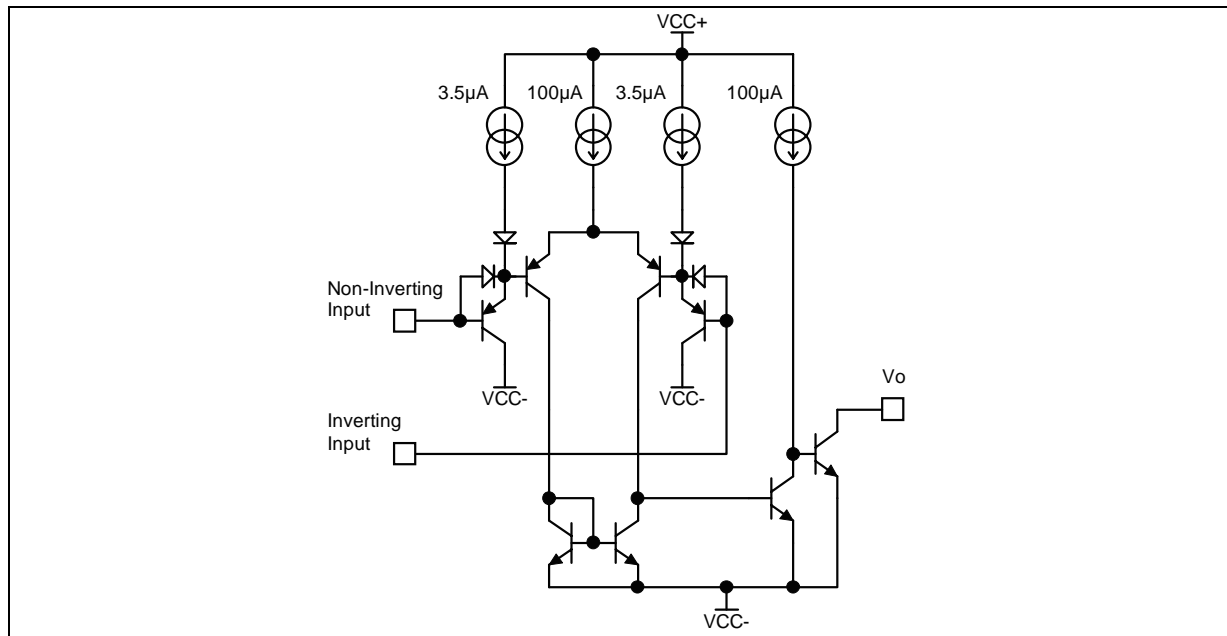 VCC+
3.5µA
100µA
3.5µA
100µA
Non-Inverting
Input
VCC-
VCC-
Vo
Inverting
Input
VCC-